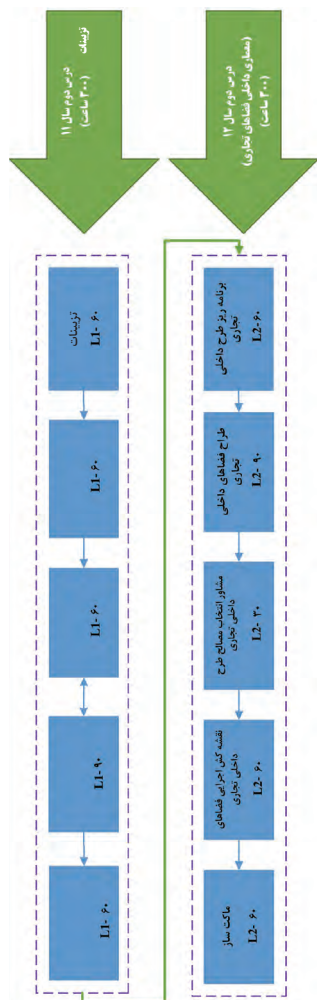 تزیینات
درس دوم سال ۱۱
(۳۰۰ ساعت)
تزیینات
L1- ۶۰
L1- ۶۰
L1- ۶۰
L1- ۹۰
L1- ۶۰
درس دوم سال ۱۲
(معماری داخلی فضاهای تجاری)
(۳۰۰ ساعت)
برنامه ریز طرح داخلی
تجاری
L2- ۶۰
طراح فضاهای داخلی
تجاری
L2- ۹۰
مشاور انتخاب مصالح طرح
داخلی تجاری
L2- ۳۰
نقشه کش اجرایی فضاهای
داخلی تجاری
L2- ۶۰
ماکت ساز
L2- ۶۰